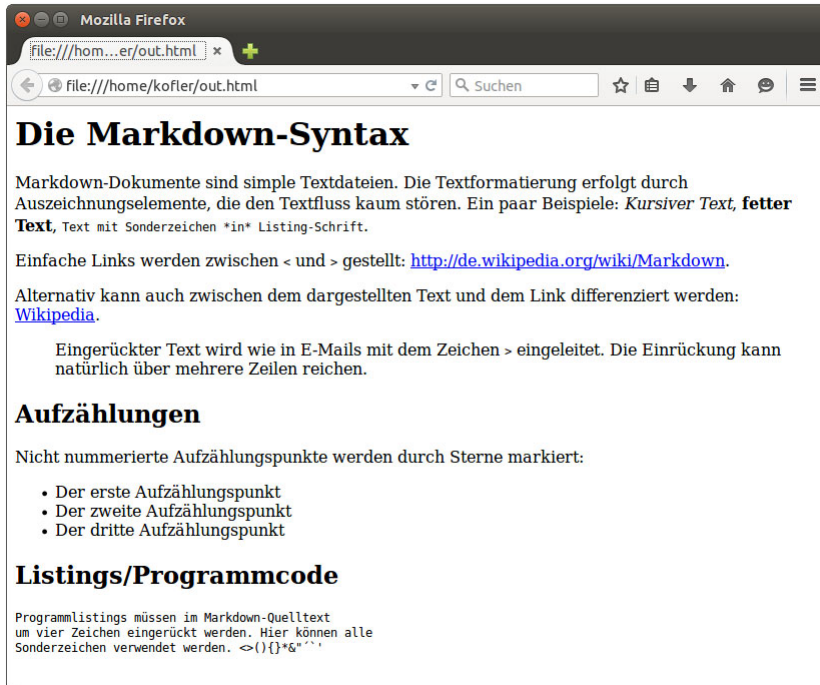 Mozilla Firefox
file:///hom…er/out.html
file:///home/kofler/out.html
Suchen
Die Markdown-Syntax
Markdown-Dokumente sind simple Textdateien. Die Textformatierung erfolgt durch
Auszeichnungselemente, die den Textfluss kaum stören. Ein paar Beispiele: Kursiver Text, fetter
Text, Text mit Sonderzeichen *in* Listing-Schrift.
Einfache Links werden zwischen < und > gestellt: http://de.wikipedia.org/wiki/Markdown.
Alternativ kann auch zwischen dem dargestellten Text und dem Link differenziert werden:
Wikipedia.
Eingerückter Text wird wie in E-Mails mit dem Zeichen > eingeleitet. Die Einrückung kann
natürlich über mehrere Zeilen reichen.
Aufzählungen
Nicht nummerierte Aufzählungspunkte werden durch Sterne markiert:
• Der erste Aufzählungspunkt
• Der zweite Aufzählungspunkt
• Der dritte Aufzählungspunkt
Listings/Programmcode
Programmlistings müssen im Markdown-Quelltext
um vier Zeichen eingerückt werden. Hier können alle
Sonderzeichen verwendet werden. <>(){}*&"´``'